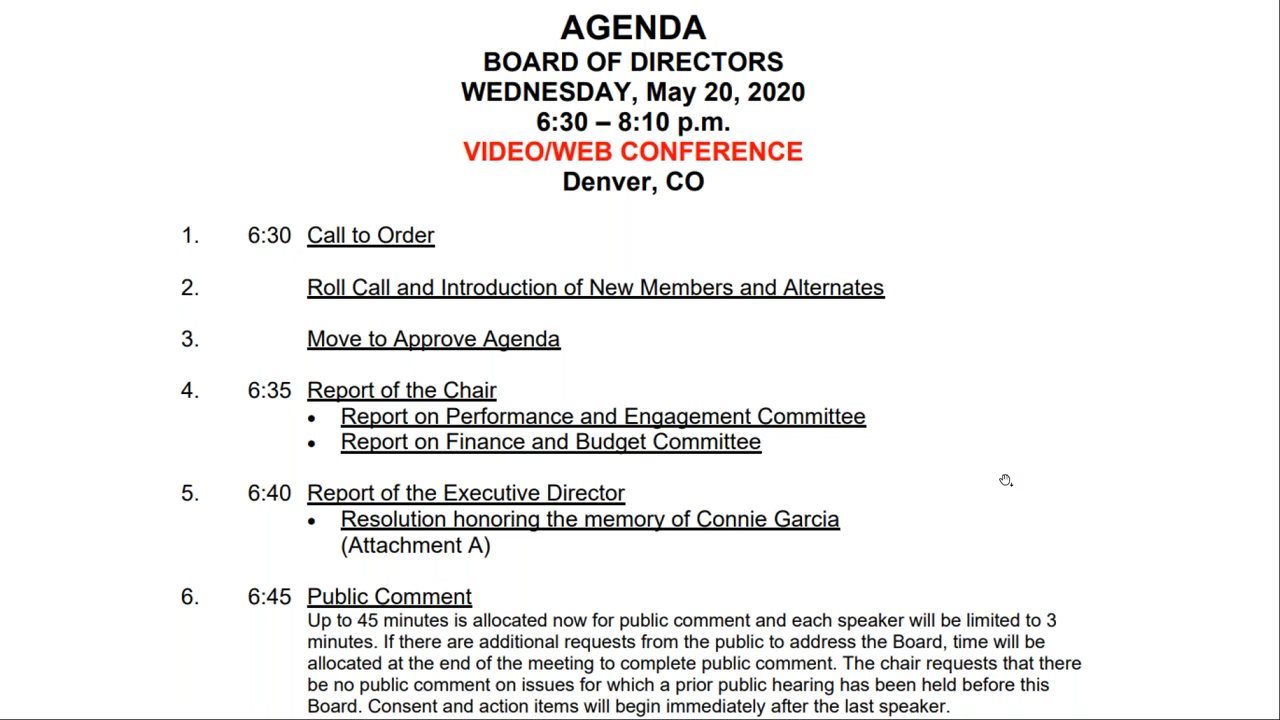 AGENDA
BOARD OF DIRECTORS
WEDNESDAY, May 20, 2020
6:30 – 8:10 p.m.
VIDEO/WEB CONFERENCE
Denver, CO
1. 6:30 Call to Order
2. Roll Call and Introduction of New Members and Alternates
3. Move to Approve Agenda
4. 6:35 Report of the Chair
• Report on Performance and Engagement Committee
• Report on Finance and Budget Committee
5. 6:40 Report of the Executive Director
• Resolution honoring the memory of Connie Garcia
(Attachment A)
6. 6:45 Public Comment
Up to 45 minutes is allocated now for public comment and each speaker will be limited to 3
minutes. If there are additional requests from the public to address the Board, time will be
allocated at the end of the meeting to complete public comment. The chair requests that there
be no public comment on issues for which a prior public hearing has been held before this
Board. Consent and action items will begin immediately after the last speaker.